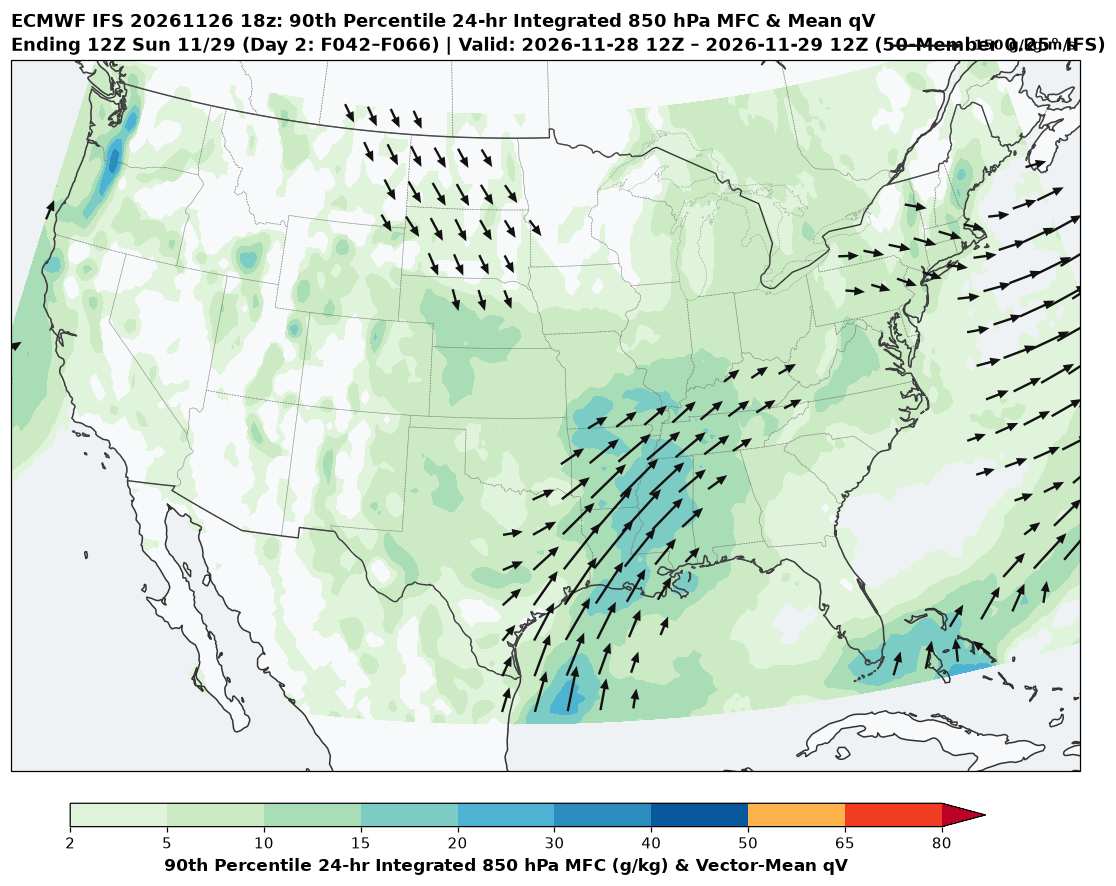 ECMWF IFS 20261126 18z: 90th Percentile 24-hr Integrated 850 hPa MFC & Mean qV
Ending 12Z Sun 11/29 (Day 2: F042–F066) | Valid: 2026-11-28 12Z – 2026-11-29 12Z (50-Member 0.25° IFS)
150 g/kg·m/s
2 5 10 15 20 30 40 50 65 80
90th Percentile 24-hr Integrated 850 hPa MFC (g/kg) & Vector-Mean qV